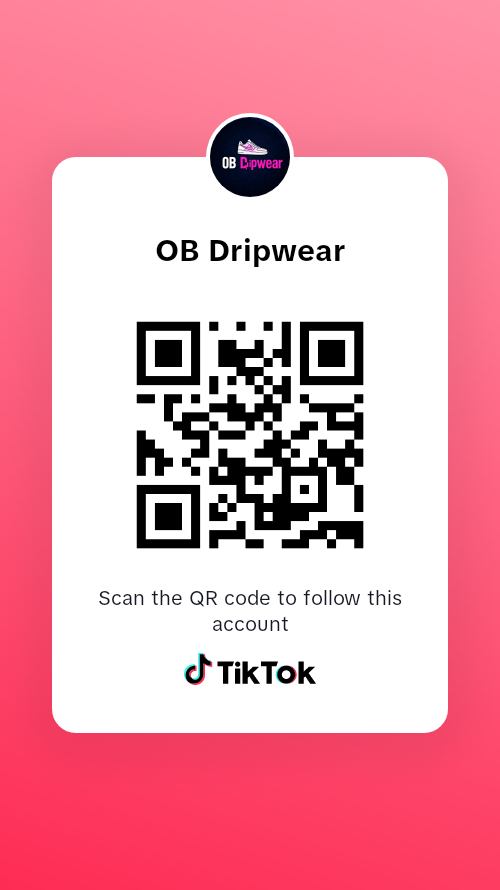 OB Dripwear
OB Dripwear
Scan the QR code to follow this
account
TikTok